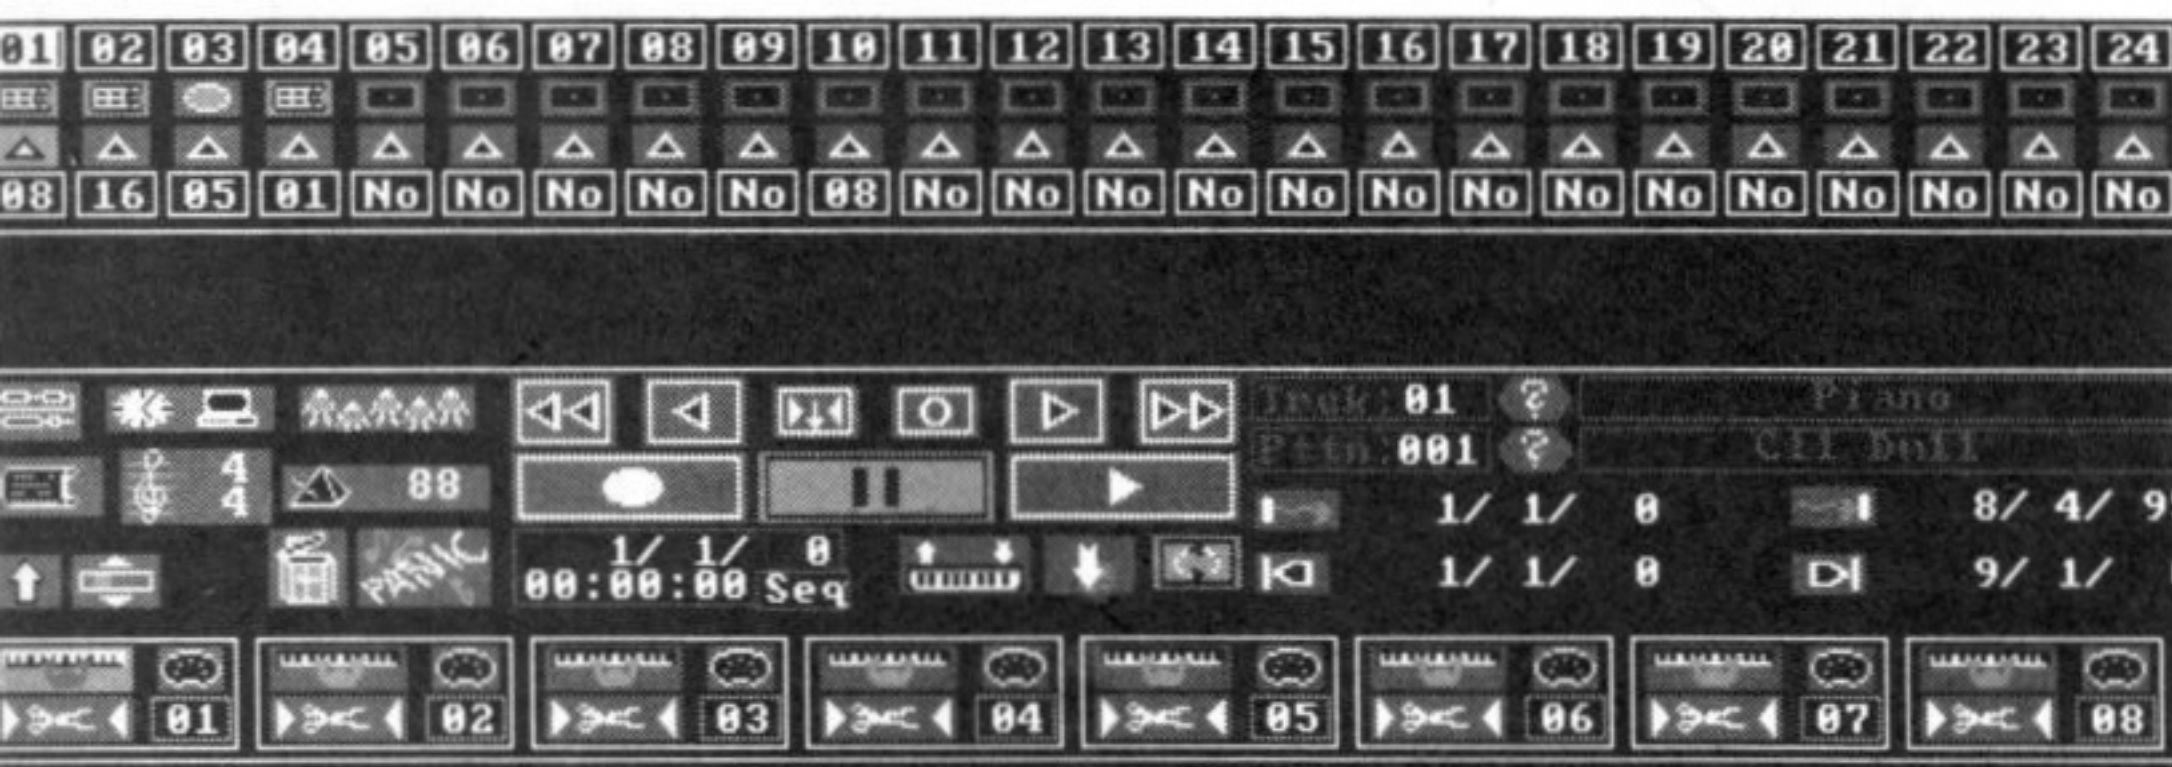 01 02 03 04 05 06 07 08 09 10 11 12 13 14 15 16 17 18 19 20 21 22 23 24
08 16 05 01 No No No No No 08 No No No No No No No No No No No No No No
Trck: 01 ? Piano
4
4
88
Pttn: 001 ?
1/ 1/ 0
8/ 4/ 9
PANIC
1/ 1/ 0
00:00:00 Seq
1/ 1/ 0
9/ 1/
01 02 03 04 05 06 07 08